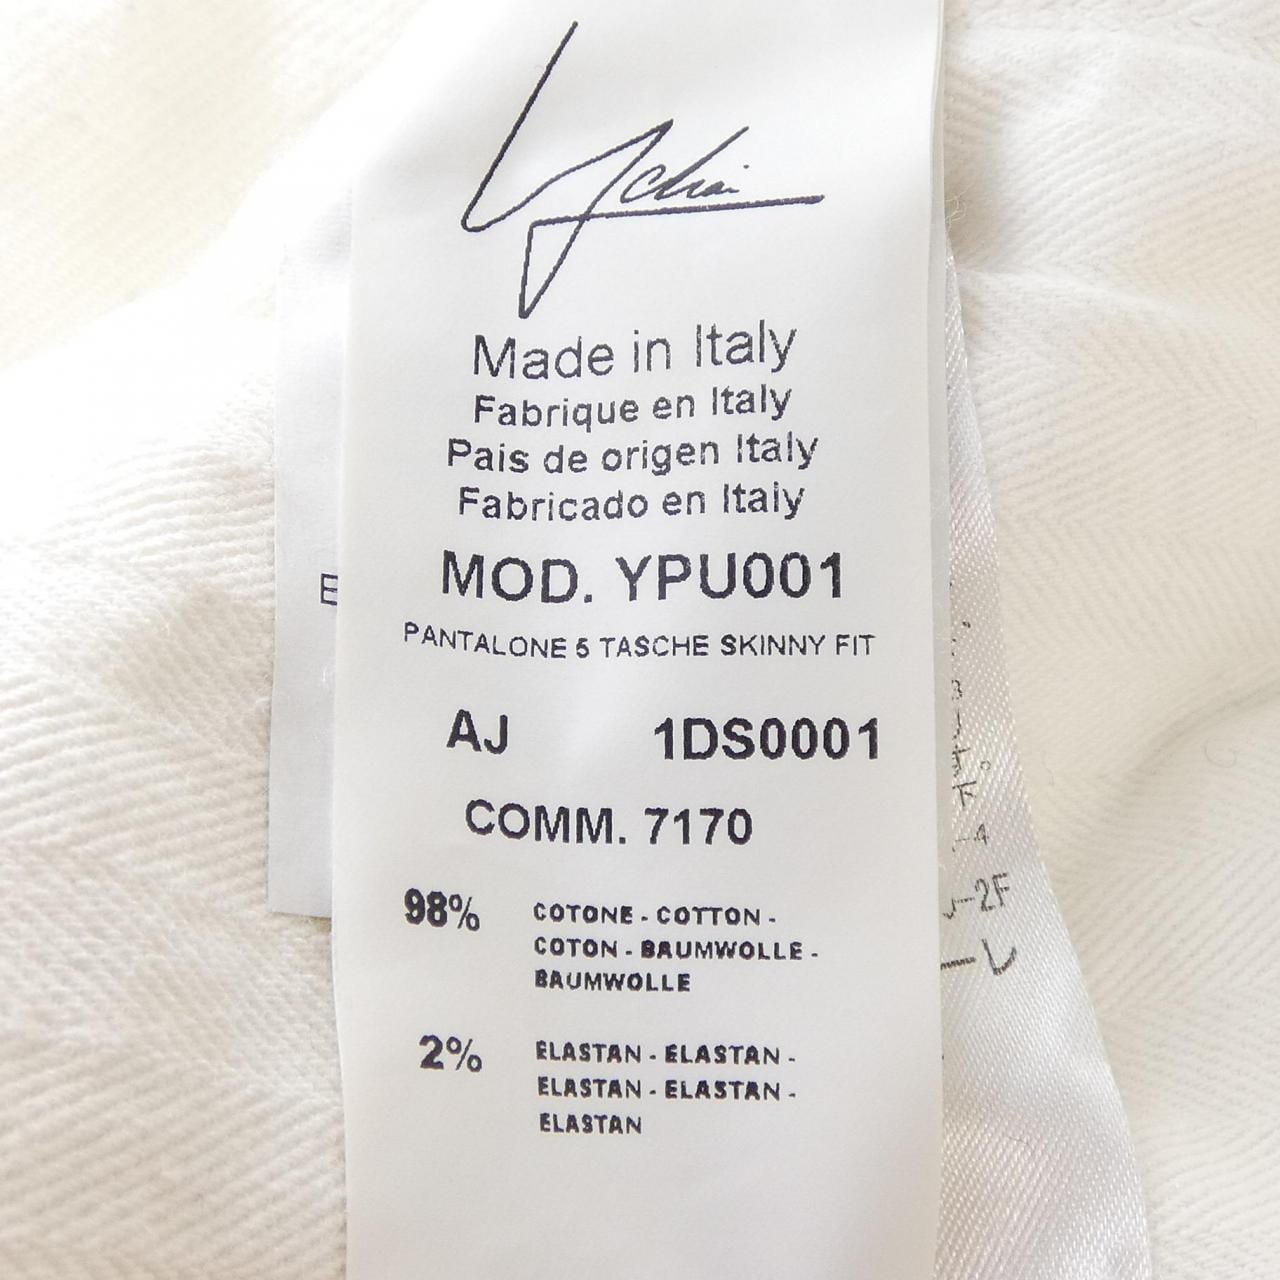 Ychai
Made in Italy
Fabrique en Italy
Pais de origen Italy
Fabricado en Italy
MOD. YPU001
PANTALONE 5 TASCHE SKINNY FIT
AJ 1DS0001
COMM. 7170
98% COTONE - COTTON -
COTON - BAUMWOLLE -
BAUMWOLLE
2% ELASTAN - ELASTAN -
ELASTAN - ELASTAN -
ELASTAN